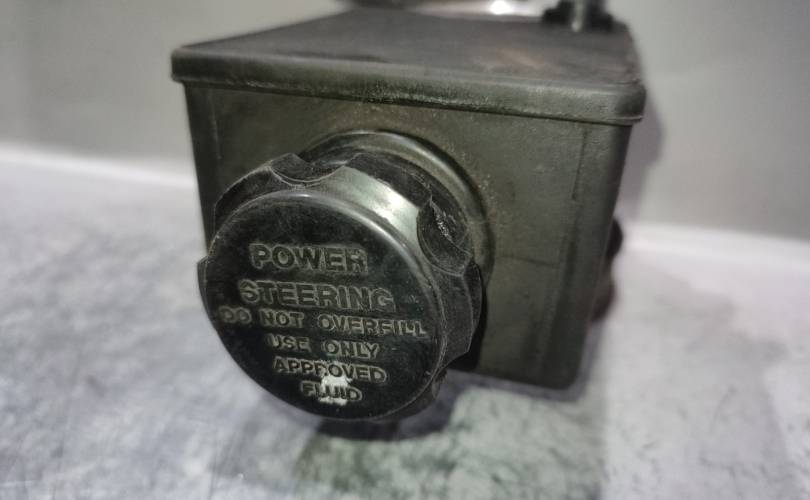 POWER
STEERING
DO NOT OVERFILL
USE ONLY
APPROVED
FLUID